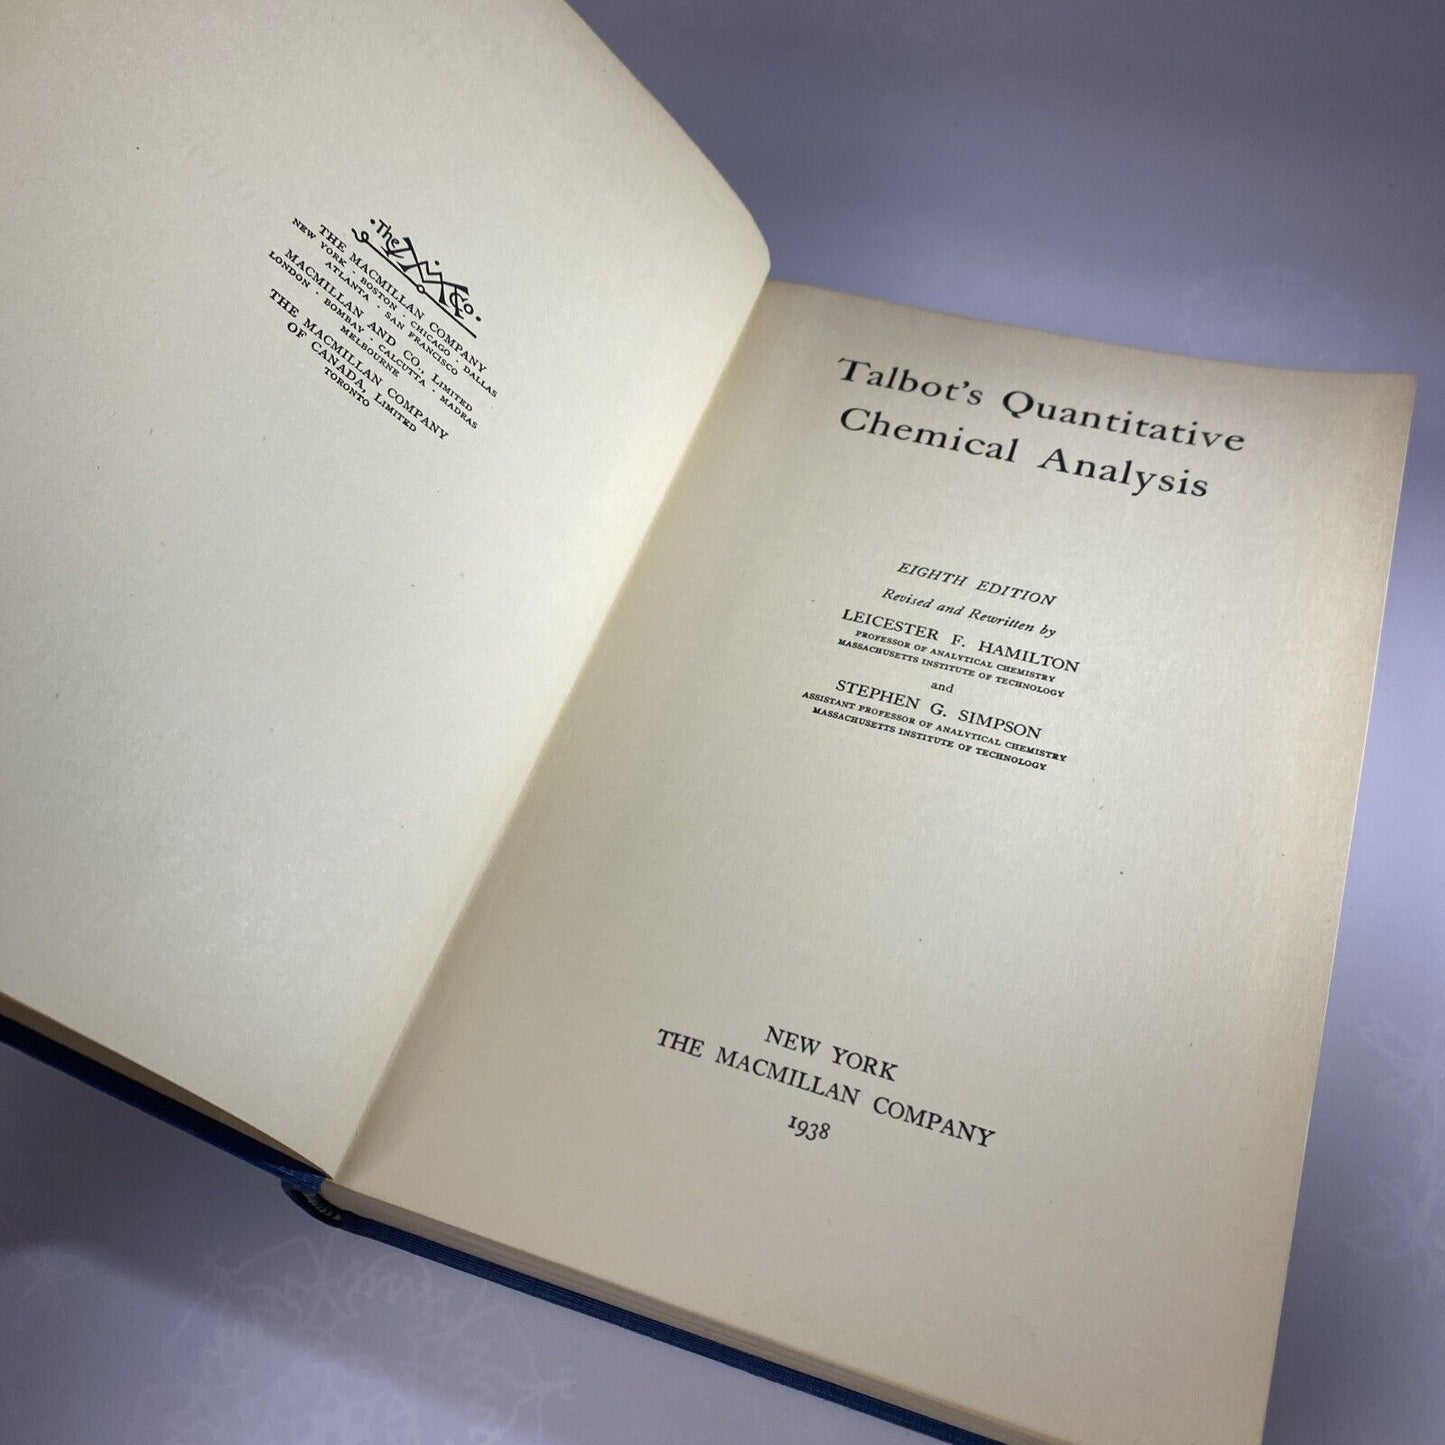 ·The MM Co·
THE MACMILLAN COMPANY
NEW YORK · BOSTON · CHICAGO · DALLAS
ATLANTA · SAN FRANCISCO
MACMILLAN AND CO., LIMITED
LONDON · BOMBAY · CALCUTTA · MADRAS
MELBOURNE
THE MACMILLAN COMPANY
OF CANADA, LIMITED
TORONTO
Talbot's Quantitative
Chemical Analysis
EIGHTH EDITION
Revised and Rewritten by
LEICESTER F. HAMILTON
PROFESSOR OF ANALYTICAL CHEMISTRY
MASSACHUSETTS INSTITUTE OF TECHNOLOGY
and
STEPHEN G. SIMPSON
ASSISTANT PROFESSOR OF ANALYTICAL CHEMISTRY
MASSACHUSETTS INSTITUTE OF TECHNOLOGY
NEW YORK
THE MACMILLAN COMPANY
1938